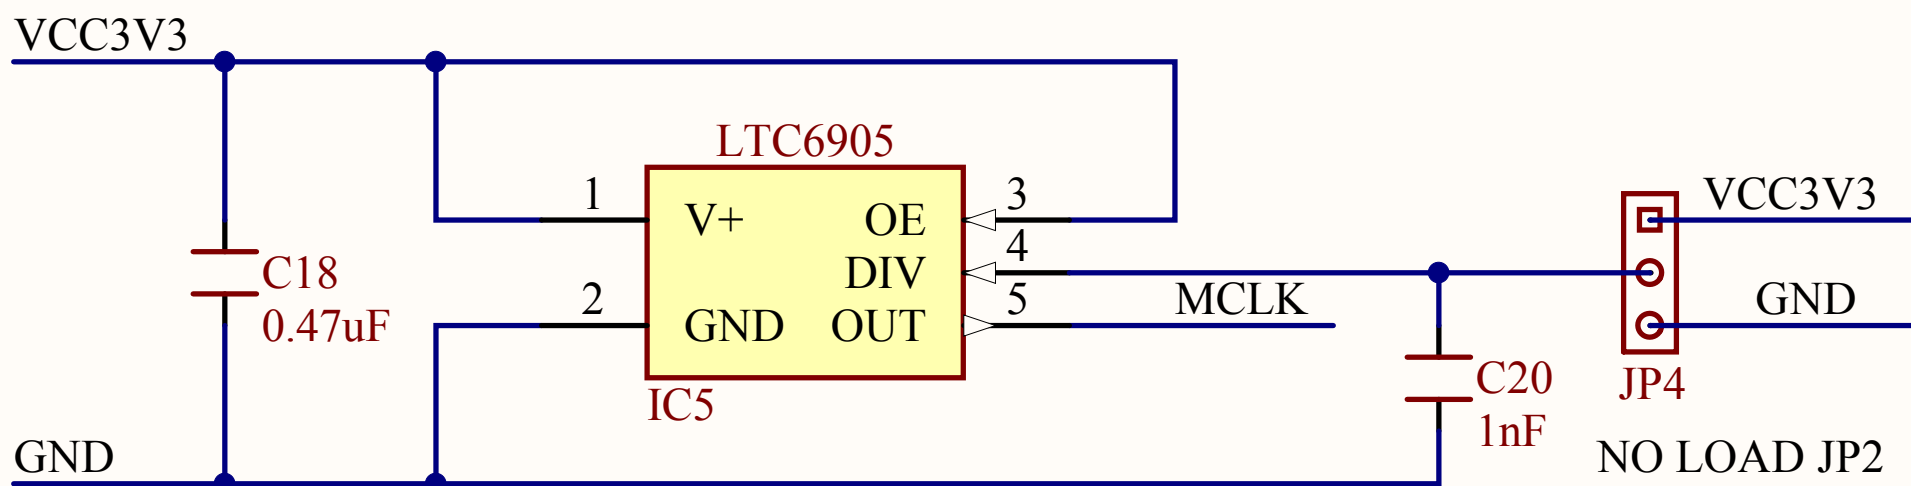 VCC3V3
LTC6905
1
V+
OE
3
VCC3V3
C18
DIV
4
0.47uF
2
GND
OUT
5
MCLK
GND
IC5
C20
JP4
1nF
GND
NO LOAD JP2